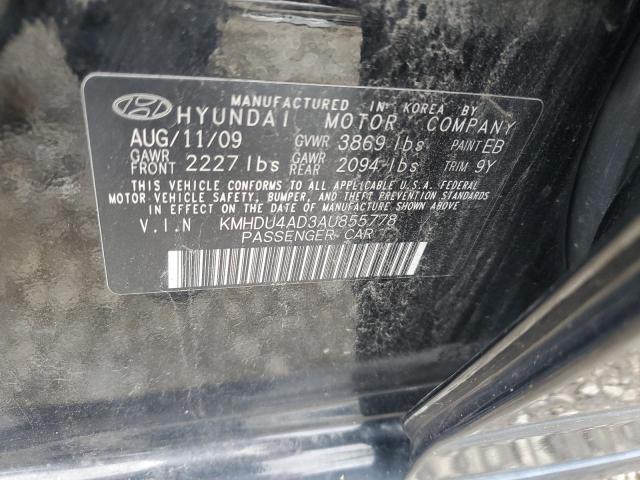 MANUFACTURED IN KOREA BY
HYUNDAI MOTOR COMPANY
AUG/11/09 GVWR 3869 lbs PAINT EB
GAWR FRONT 2227 lbs GAWR REAR 2094 lbs TRIM 9Y
THIS VEHICLE CONFORMS TO ALL APPLICABLE U.S.A. FEDERAL
MOTOR VEHICLE SAFETY, BUMPER, AND THEFT PREVENTION STANDARDS
IN EFFECT ON THE DATE OF MANUFACTURE SHOWN ABOVE.
V.I.N KMHDU4AD3AU855778
PASSENGER CAR